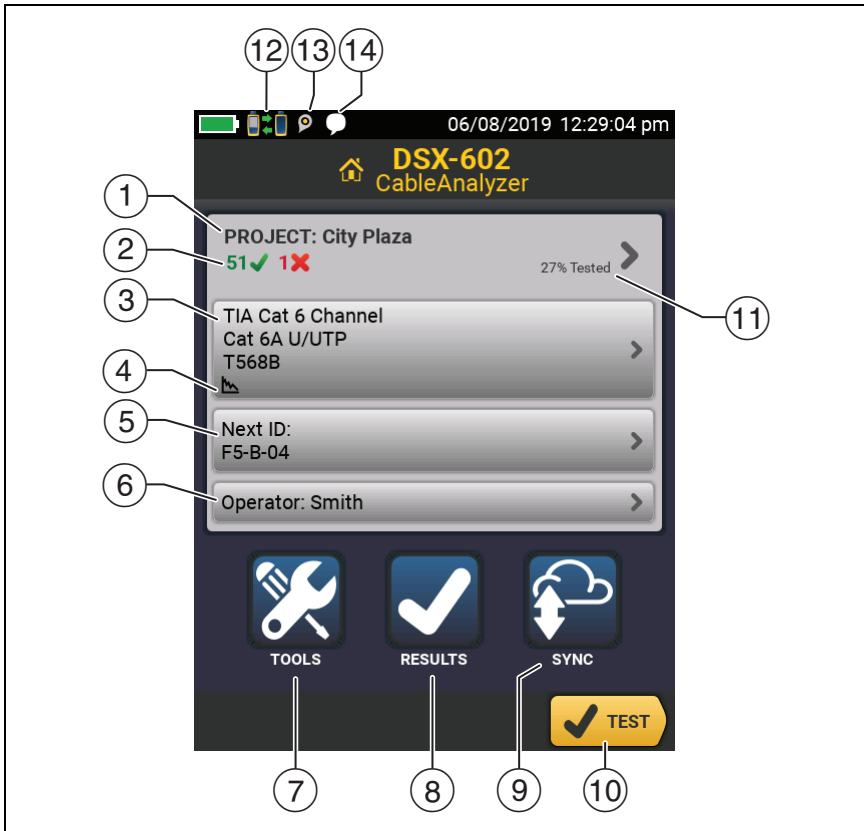 12 13 14
06/08/2019 12:29:04 pm
DSX-602
CableAnalyzer
1
PROJECT: City Plaza
2
51 1
27% Tested
11
3
TIA Cat 6 Channel
Cat 6A U/UTP
T568B
4
5
Next ID:
F5-B-04
6
Operator: Smith
TOOLS RESULTS SYNC
TEST
7 8 9 10